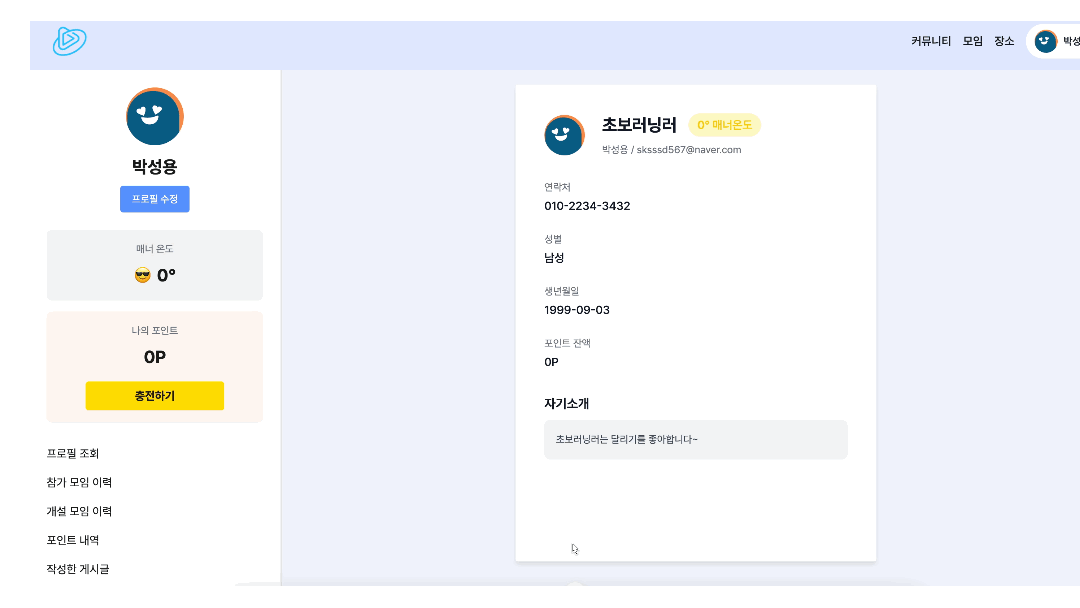 커뮤니티 모임 장소 박성
박성용
프로필 수정
매너 온도
😎 0°
나의 포인트
0P
충전하기
프로필 조회
참가 모임 이력
개설 모임 이력
포인트 내역
작성한 게시글
초보러닝러 0° 매너온도
박성용 / sksssd567@naver.com
연락처
010-2234-3432
성별
남성
생년월일
1999-09-03
포인트 잔액
0P
자기소개
초보러닝러는 달리기를 좋아합니다~